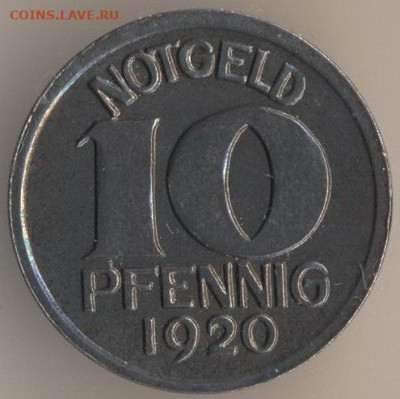 COINS.LAVE.RU
NOTGELD
10
PFENNIG
1920